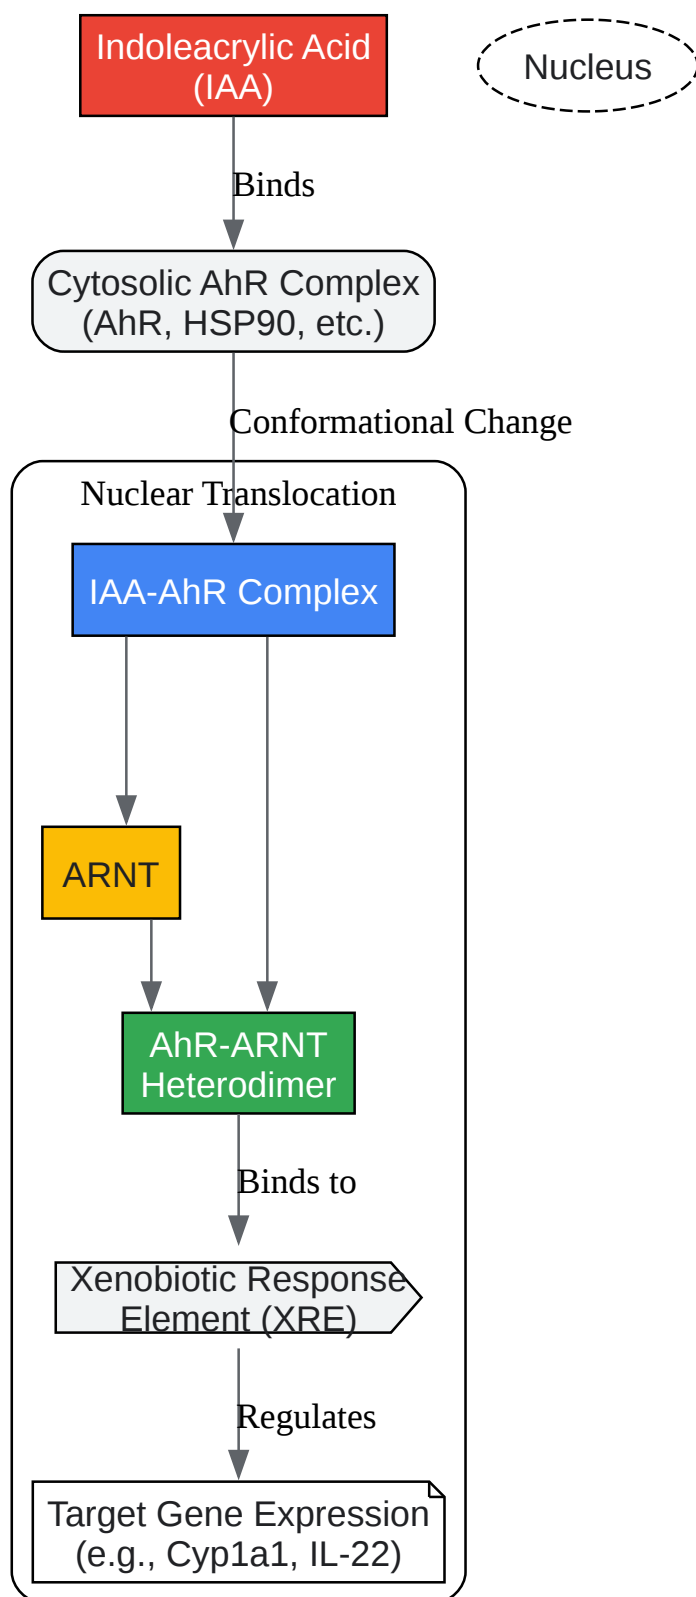 Indoleacrylic Acid
(IAA)
Nucleus
Binds
Cytosolic AhR Complex
(AhR, HSP90, etc.)
Conformational Change
Nuclear Translocation
IAA-AhR Complex
ARNT
AhR-ARNT
Heterodimer
Binds to
Xenobiotic Response
Element (XRE)
Regulates
Target Gene Expression
(e.g., Cyp1a1, IL-22)